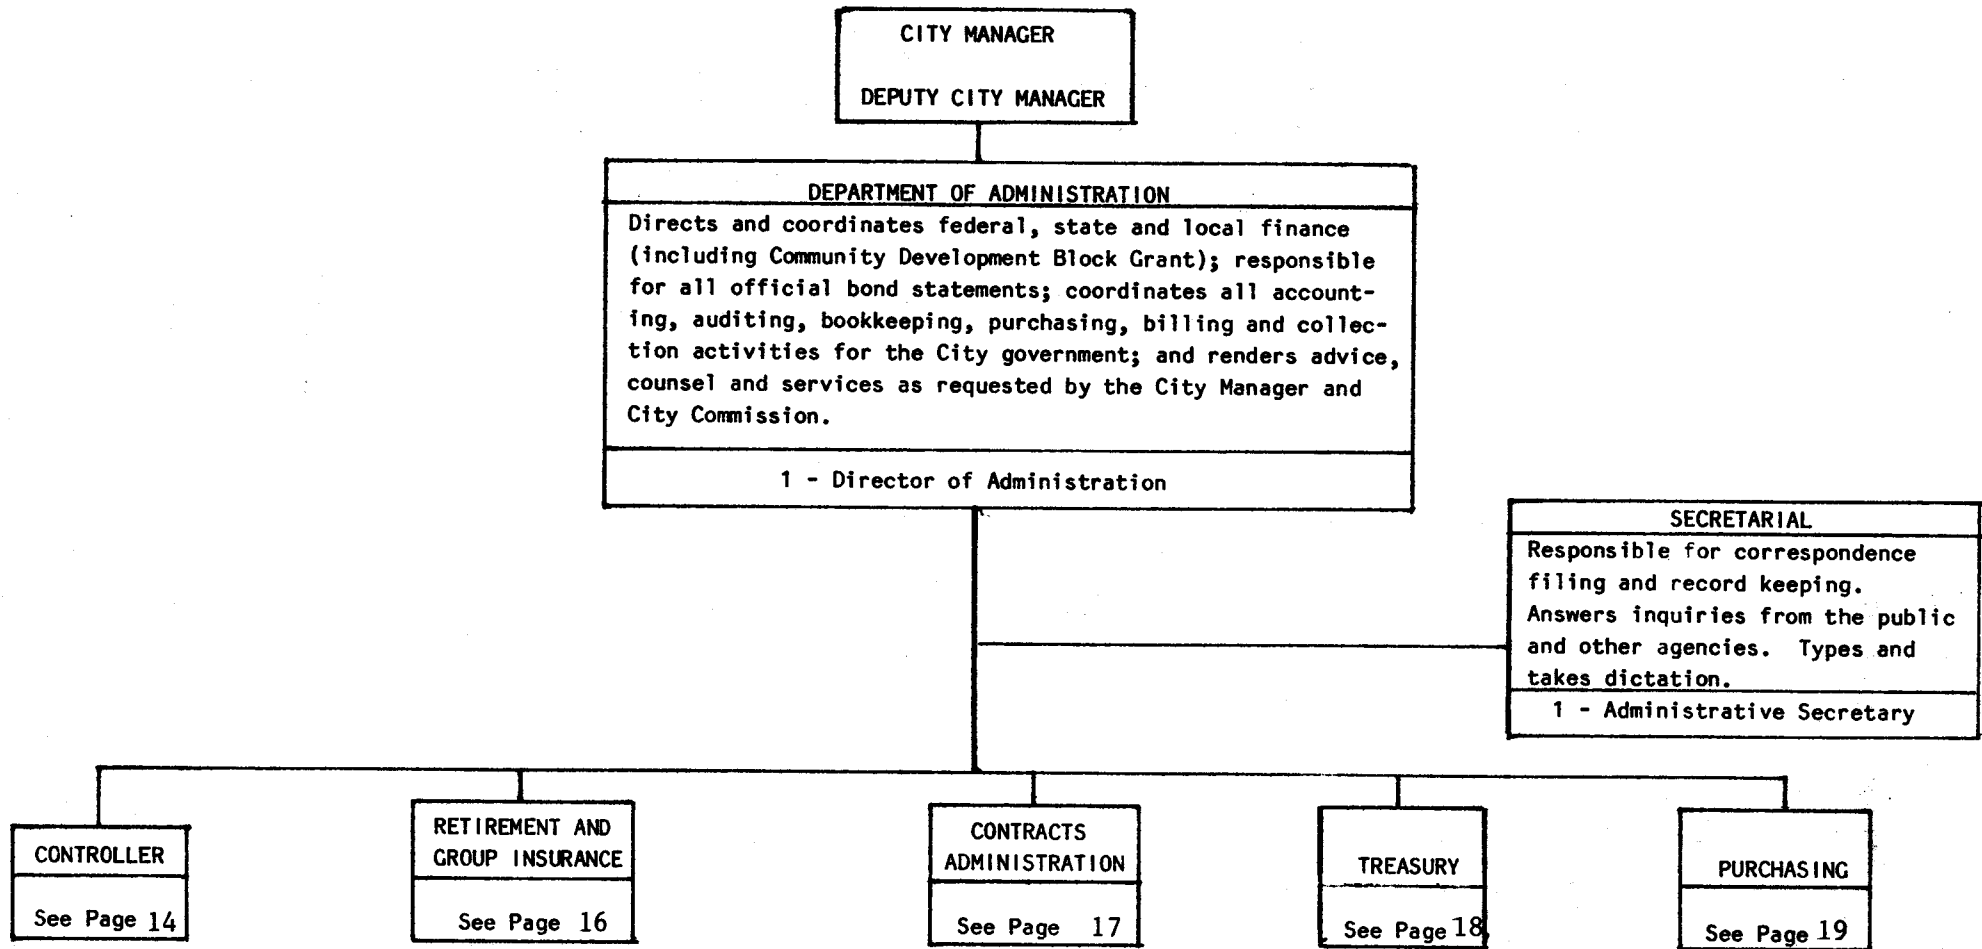 CITY MANAGER
DEPUTY CITY MANAGER
DEPARTMENT OF ADMINISTRATION
Directs and coordinates federal, state and local finance
(including Community Development Block Grant); responsible
for all official bond statements; coordinates all account-
ing, auditing, bookkeeping, purchasing, billing and collec-
tion activities for the City government; and renders advice,
counsel and services as requested by the City Manager and
City Commission.
1 - Director of Administration
SECRETARIAL
Responsible for correspondence
filing and record keeping.
Answers inquiries from the public
and other agencies. Types and
takes dictation.
1 - Administrative Secretary
CONTROLLER
See Page 14
RETIREMENT AND
GROUP INSURANCE
See Page 16
CONTRACTS
ADMINISTRATION
See Page 17
TREASURY
See Page 18
PURCHASING
See Page 19